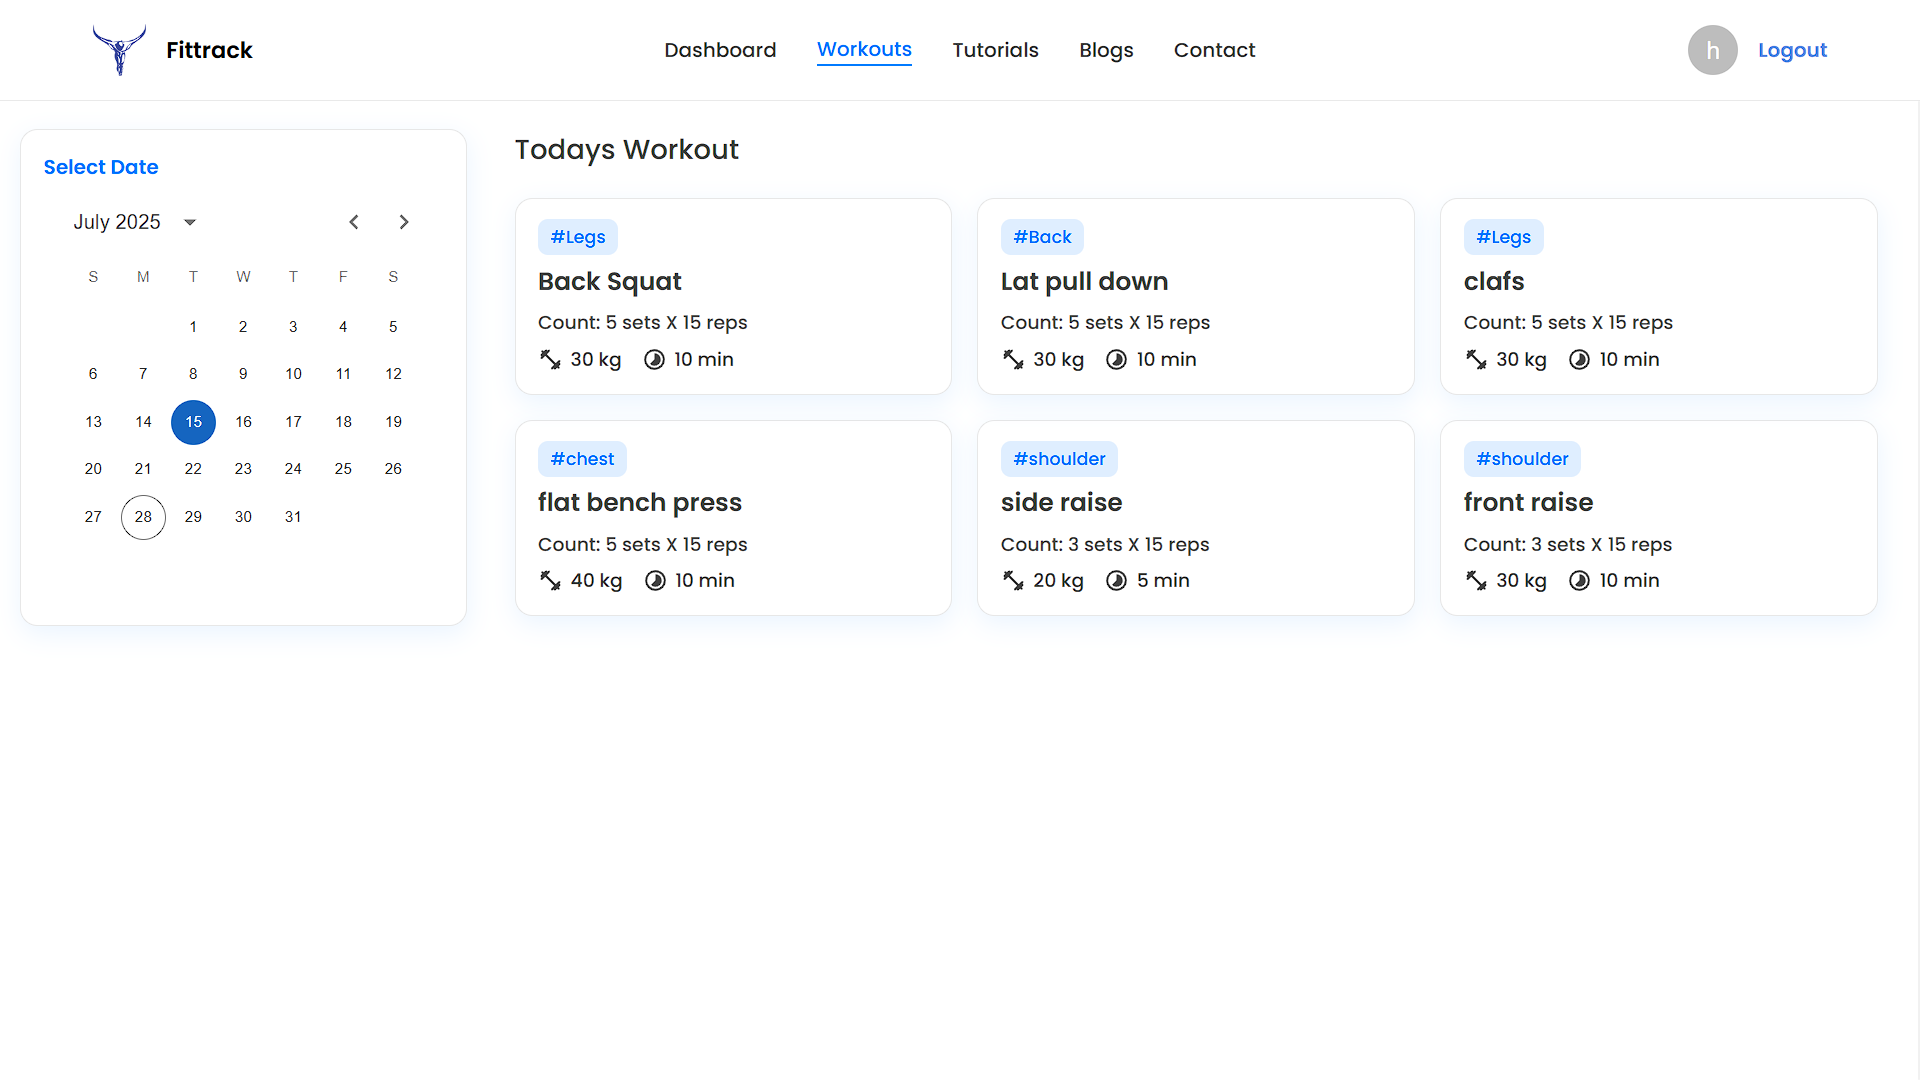 Fittrack
Dashboard Workouts Tutorials Blogs Contact
h Logout
Select Date
July 2025
S M T W T F S
1 2 3 4 5
6 7 8 9 10 11 12
13 14 15 16 17 18 19
20 21 22 23 24 25 26
27 28 29 30 31
Todays Workout
#Legs
Back Squat
Count: 5 sets X 15 reps
30 kg 10 min
#Back
Lat pull down
Count: 5 sets X 15 reps
30 kg 10 min
#Legs
clafs
Count: 5 sets X 15 reps
30 kg 10 min
#chest
flat bench press
Count: 5 sets X 15 reps
40 kg 10 min
#shoulder
side raise
Count: 3 sets X 15 reps
20 kg 5 min
#shoulder
front raise
Count: 3 sets X 15 reps
30 kg 10 min